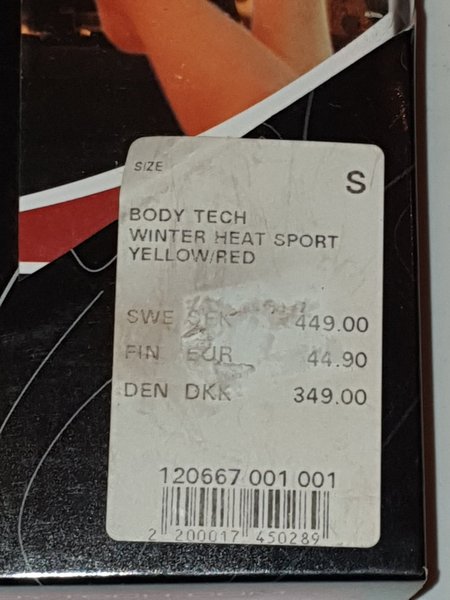 SIZE
S
BODY TECH
WINTER HEAT SPORT
YELLOW/RED
SWE SEK 449.00
FIN EUR 44.90
DEN DKK 349.00
120667 001 001
2 200017 450289